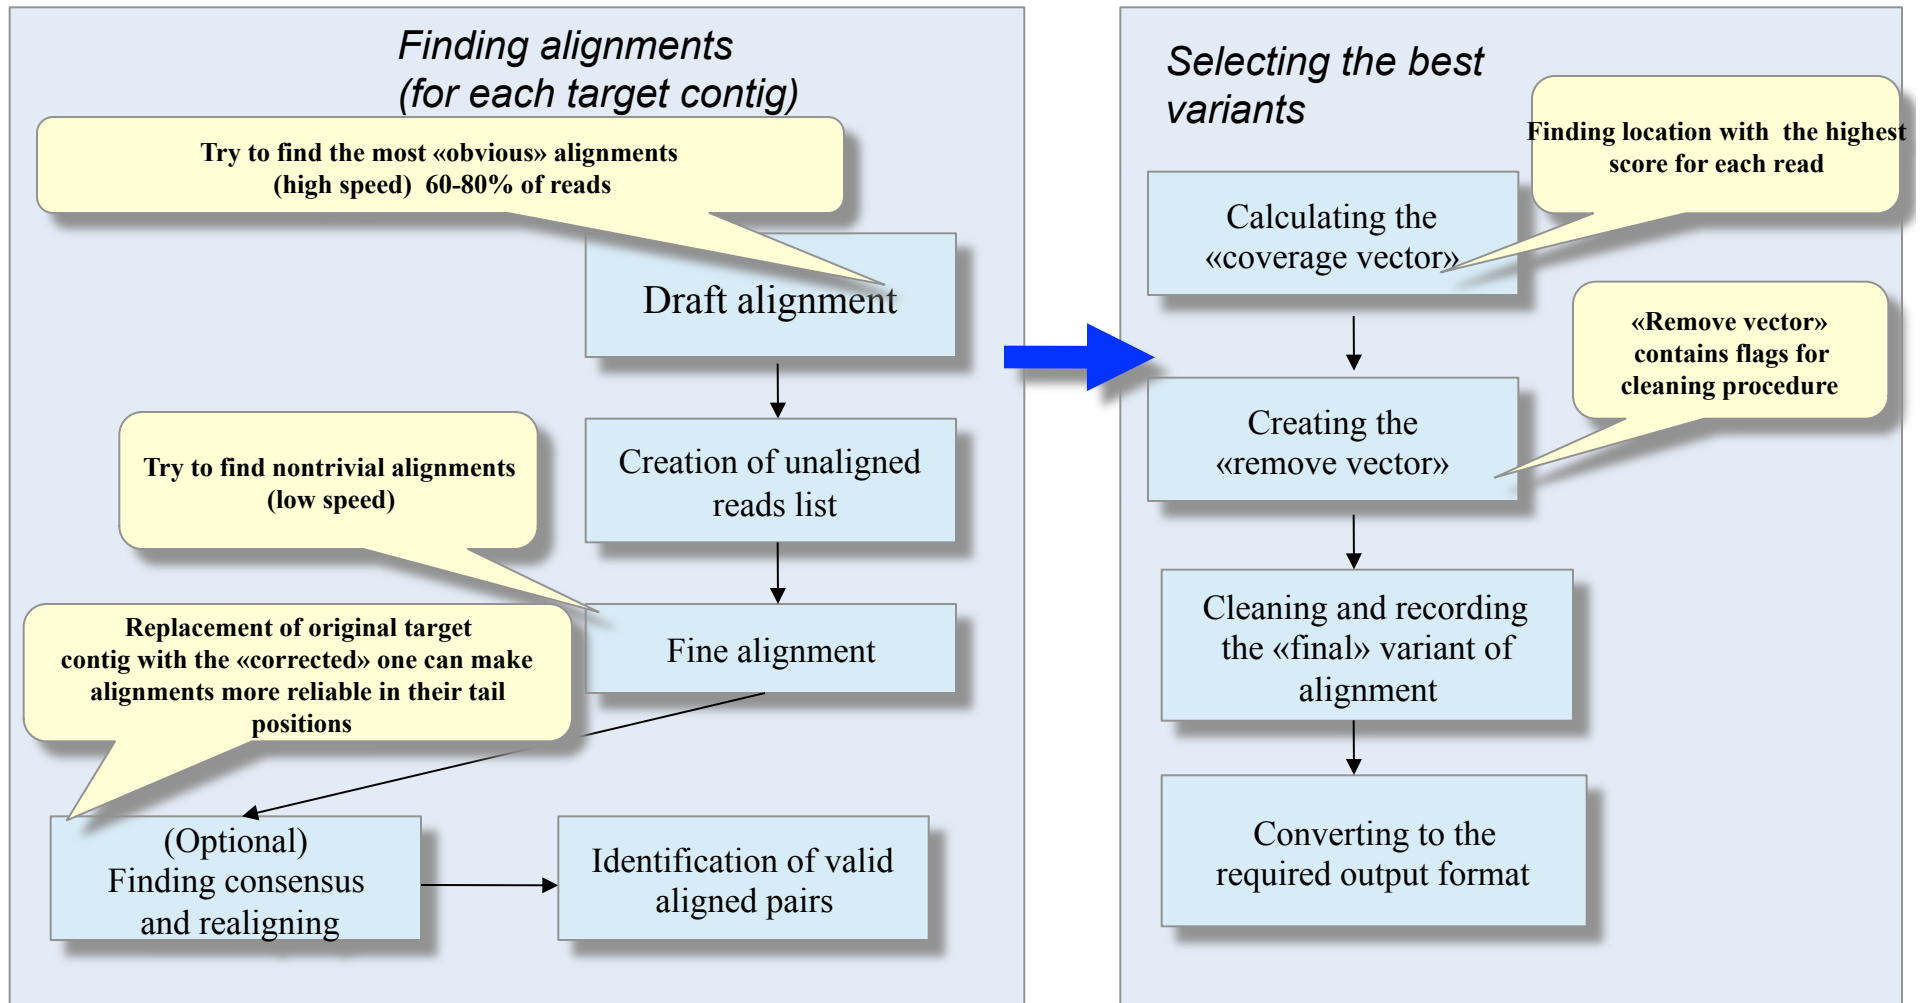 Finding alignments
(for each target contig)
Try to find the most «obvious» alignments
(high speed)  60-80% of reads
Draft alignment
Creation of unaligned
reads list
Try to find nontrivial alignments
(low speed)
Fine alignment
Replacement of original target
contig with the «corrected» one can make
alignments more reliable in their tail
positions
(Optional)
Finding consensus
and realigning
Identification of valid
aligned pairs
Selecting the best
variants
Finding location with  the highest
score for each read
Calculating the
«coverage vector»
«Remove vector»
contains flags for
cleaning procedure
Creating the
«remove vector»
Cleaning and recording
the «final» variant of
alignment
Converting to the
required output format